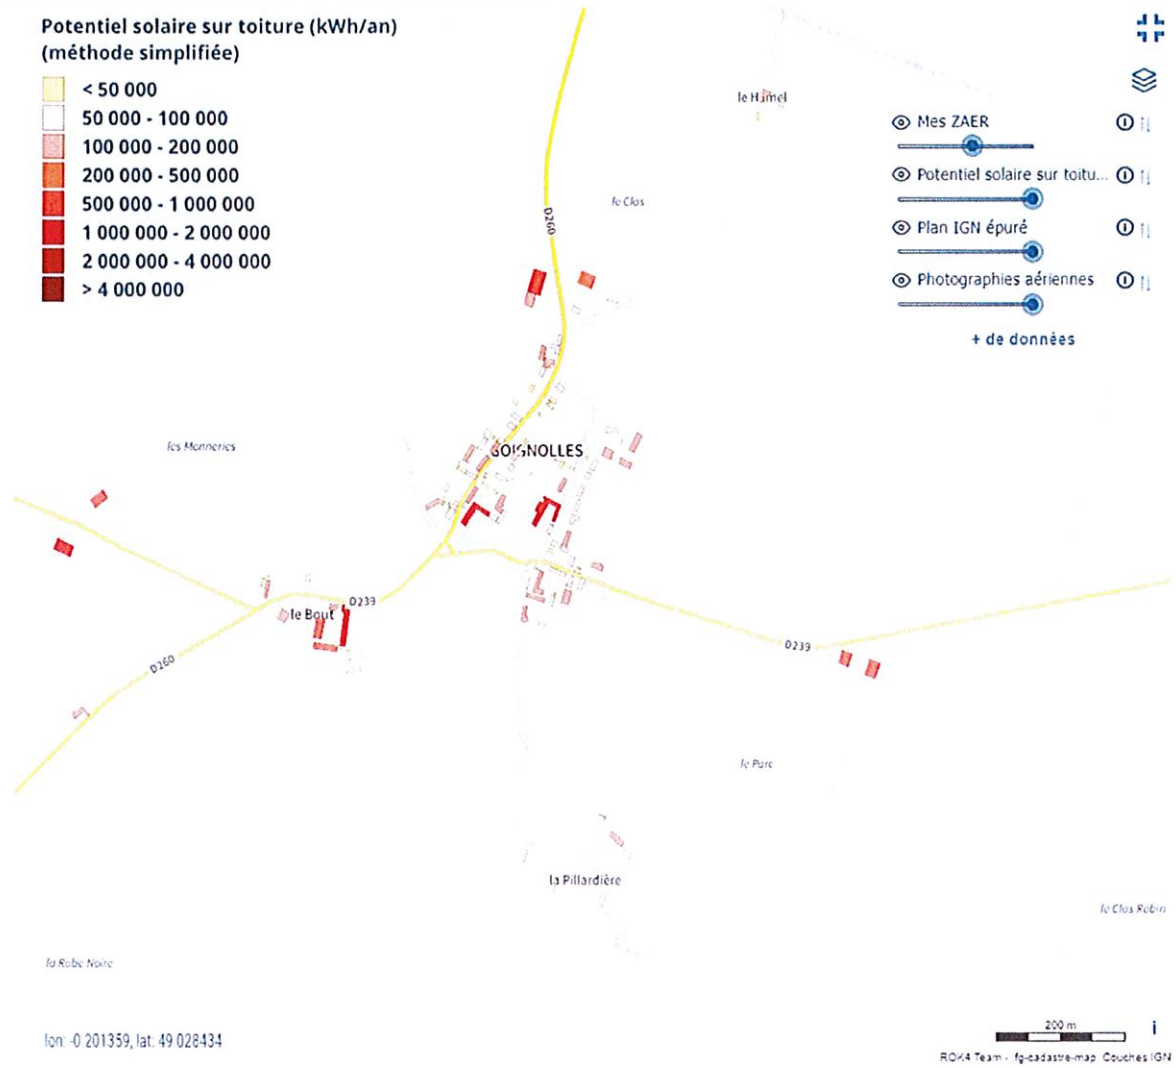 Potentiel solaire sur toiture (kWh/an)
(méthode simplifiée)
< 50 000
50 000 - 100 000
100 000 - 200 000
200 000 - 500 000
500 000 - 1 000 000
1 000 000 - 2 000 000
2 000 000 - 4 000 000
> 4 000 000
le Hamel
Mes ZAER
Potentiel solaire sur toitu...
Plan IGN épuré
Photographies aériennes
+ de données
le Clos
D260
les Monneries
SOIGNOLLES
le Bout
D239
D260
D239
le Parc
la Pillardière
le Clos Robin
la Robe Noire
lon: -0.201359, lat: 49.028434
200 m
i
ROK4 Team - fg-cadastre-map Couches IGN